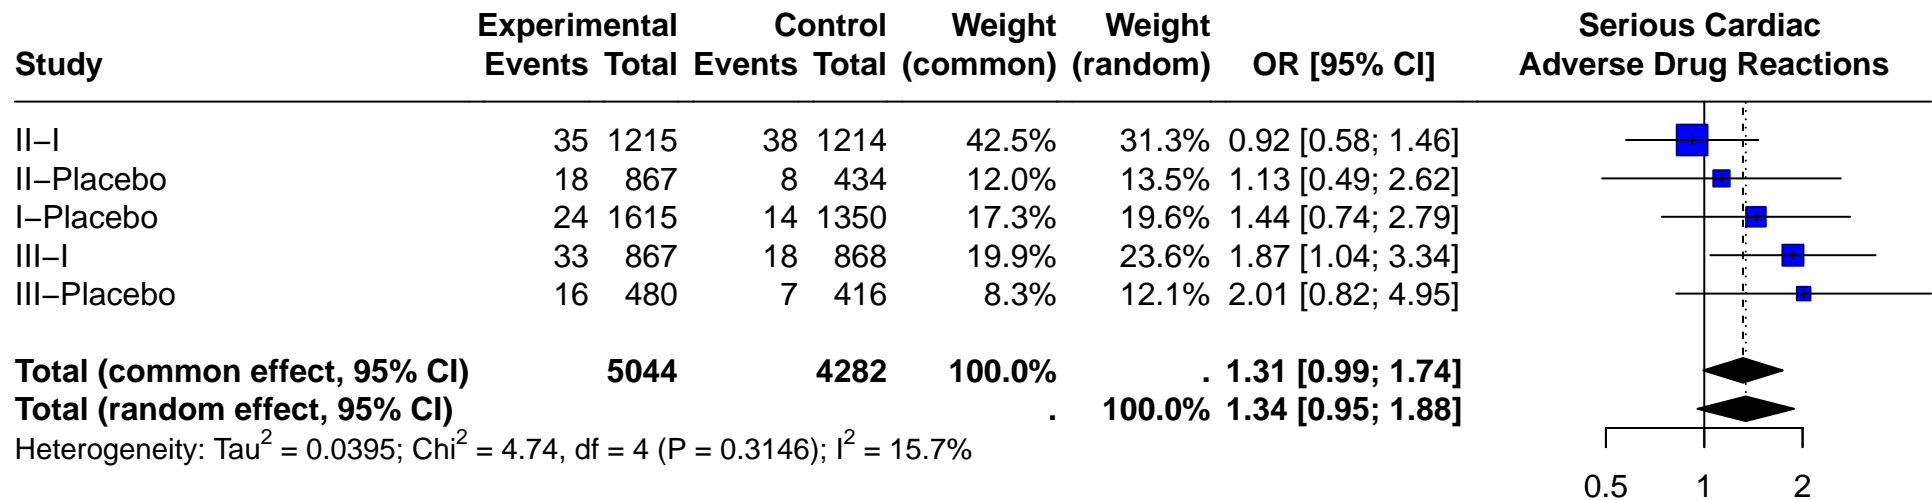 Experimental Control Weight Weight Serious Cardiac
Study Events Total Events Total (common) (random) OR [95% CI] Adverse Drug Reactions
II−I 35 1215 38 1214 42.5% 31.3% 0.92 [0.58; 1.46]
II−Placebo 18 867 8 434 12.0% 13.5% 1.13 [0.49; 2.62]
I−Placebo 24 1615 14 1350 17.3% 19.6% 1.44 [0.74; 2.79]
III−I 33 867 18 868 19.9% 23.6% 1.87 [1.04; 3.34]
III−Placebo 16 480 7 416 8.3% 12.1% 2.01 [0.82; 4.95]
Total (common effect, 95% CI) 5044 4282 100.0% . 1.31 [0.99; 1.74]
Total (random effect, 95% CI) . 100.0% 1.34 [0.95; 1.88]
Heterogeneity: Tau² = 0.0395; Chi² = 4.74, df = 4 (P = 0.3146); I² = 15.7%
0.5 1 2